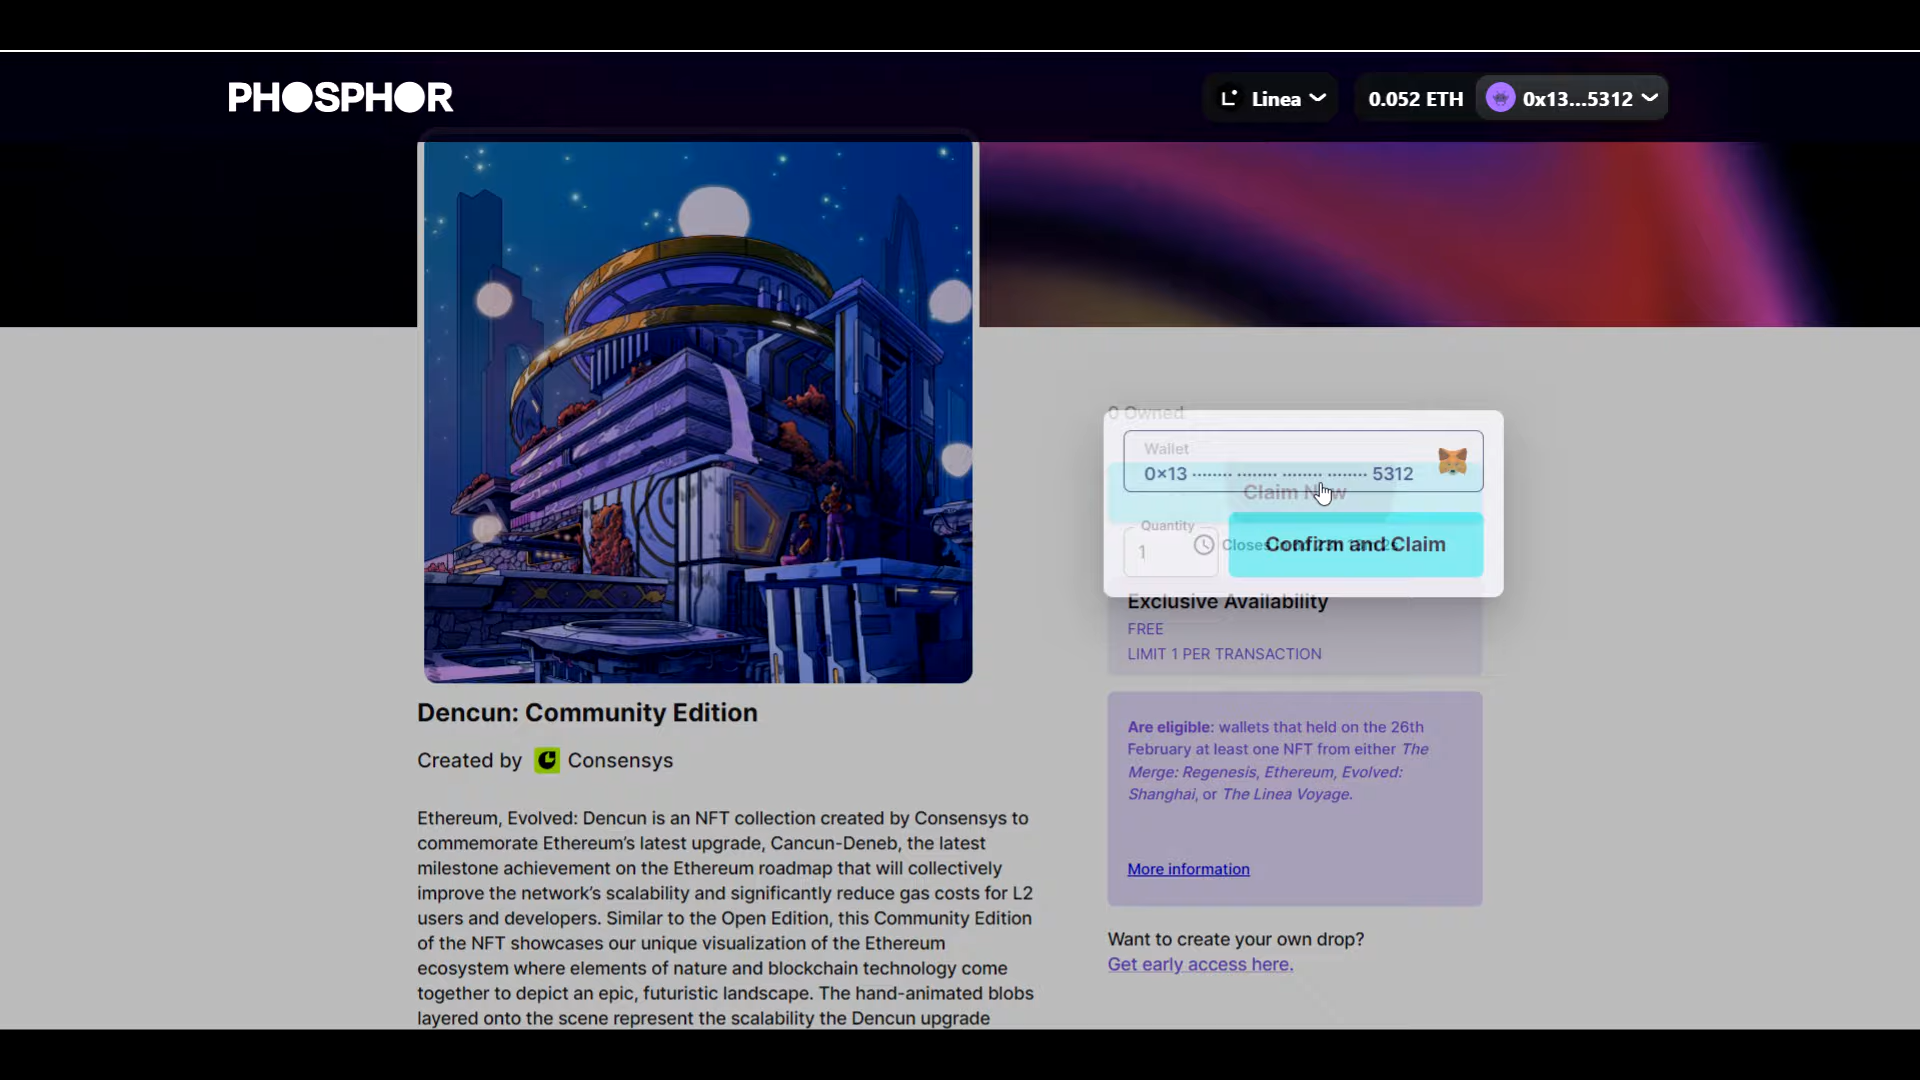 PHOSPHOR
Linea
0.052 ETH
0x13...5312
0 Owned
Wallet
0×13 ········ ········ ········ ········ 5312
Claim Now
Quantity
1
Closes
Confirm and Claim
Exclusive Availability
FREE
LIMIT 1 PER TRANSACTION
Are eligible: wallets that held on the 26th
February at least one NFT from either The
Merge: Regenesis, Ethereum, Evolved:
Shanghai, or The Linea Voyage.
More information
Want to create your own drop?
Get early access here.
Dencun: Community Edition
Created by Consensys
Ethereum, Evolved: Dencun is an NFT collection created by Consensys to
commemorate Ethereum’s latest upgrade, Cancun-Deneb, the latest
milestone achievement on the Ethereum roadmap that will collectively
improve the network’s scalability and significantly reduce gas costs for L2
users and developers. Similar to the Open Edition, this Community Edition
of the NFT showcases our unique visualization of the Ethereum
ecosystem where elements of nature and blockchain technology come
together to depict an epic, futuristic landscape. The hand-animated blobs
layered onto the scene represent the scalability the Dencun upgrade